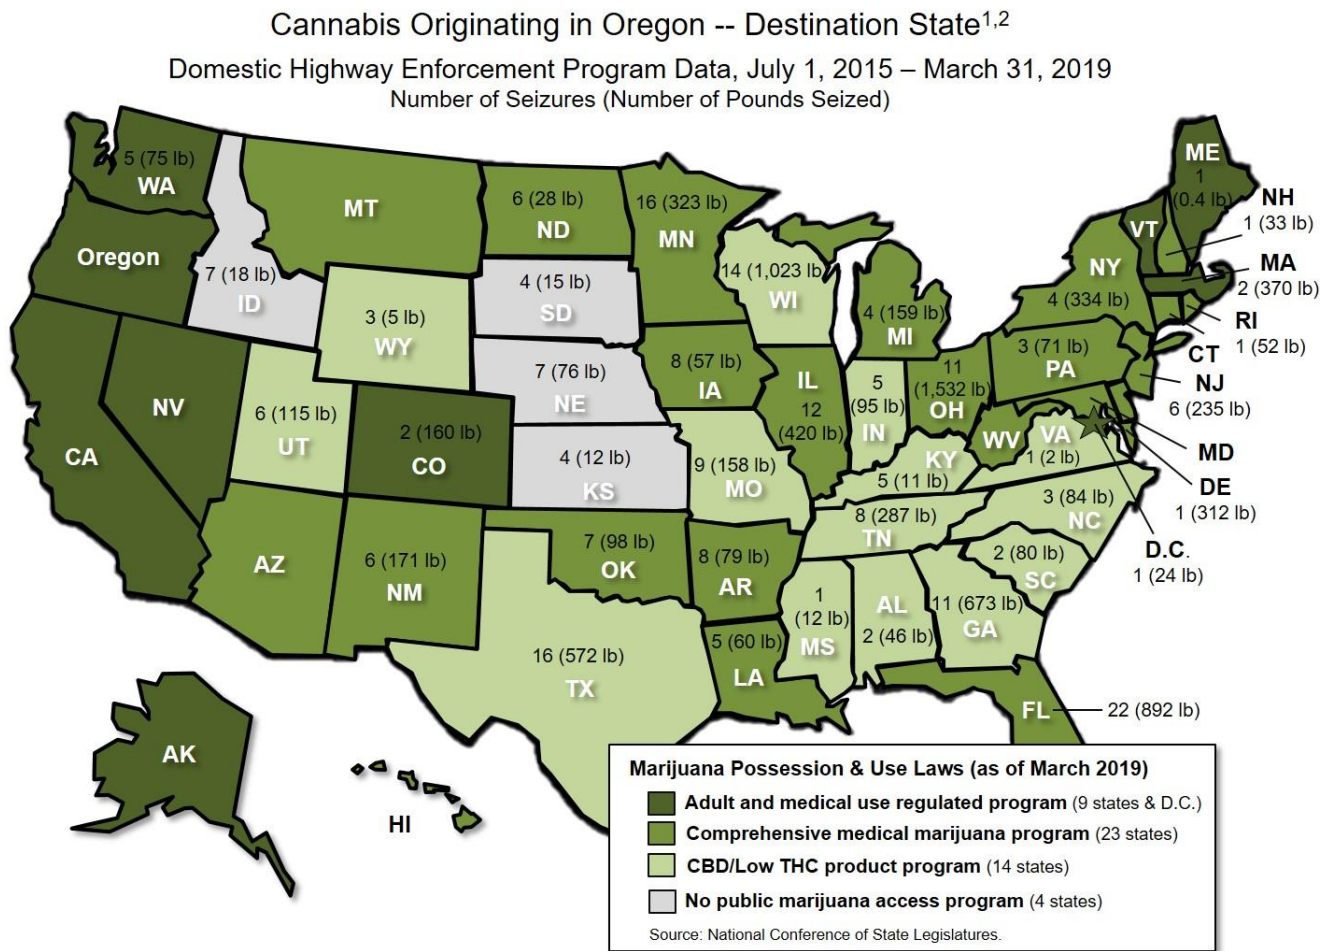 Cannabis Originating in Oregon -- Destination State1,2
Domestic Highway Enforcement Program Data, July 1, 2015 – March 31, 2019
Number of Seizures (Number of Pounds Seized)
5 (75 lb)
WA
Oregon
7 (18 lb)
ID
MT
6 (28 lb)
ND
16 (323 lb)
MN
4 (15 lb)
SD
3 (5 lb)
WY
14 (1,023 lb)
WI
4 (159 lb)
MI
ME
1
(0.4 lb)
VT
NH
1 (33 lb)
MA
2 (370 lb)
RI
1 (52 lb)
CT
NY
4 (334 lb)
NJ
6 (235 lb)
3 (71 lb)
PA
MD
DE
1 (312 lb)
D.C.
1 (24 lb)
CA
NV
6 (115 lb)
UT
2 (160 lb)
CO
7 (76 lb)
NE
4 (12 lb)
KS
8 (57 lb)
IA
9 (158 lb)
MO
IL
12
(420 lb)
5
(95 lb)
IN
11
(1,532 lb)
OH
WV
VA
1 (2 lb)
KY
5 (11 lb)
8 (287 lb)
TN
3 (84 lb)
NC
2 (80 lb)
SC
11 (673 lb)
GA
AL
2 (46 lb)
1
(12 lb)
MS
AZ
6 (171 lb)
NM
7 (98 lb)
OK
8 (79 lb)
AR
5 (60 lb)
LA
16 (572 lb)
TX
FL
22 (892 lb)
AK
HI
Marijuana Possession & Use Laws (as of March 2019)
Adult and medical use regulated program (9 states & D.C.)
Comprehensive medical marijuana program (23 states)
CBD/Low THC product program (14 states)
No public marijuana access program (4 states)
Source: National Conference of State Legislatures.